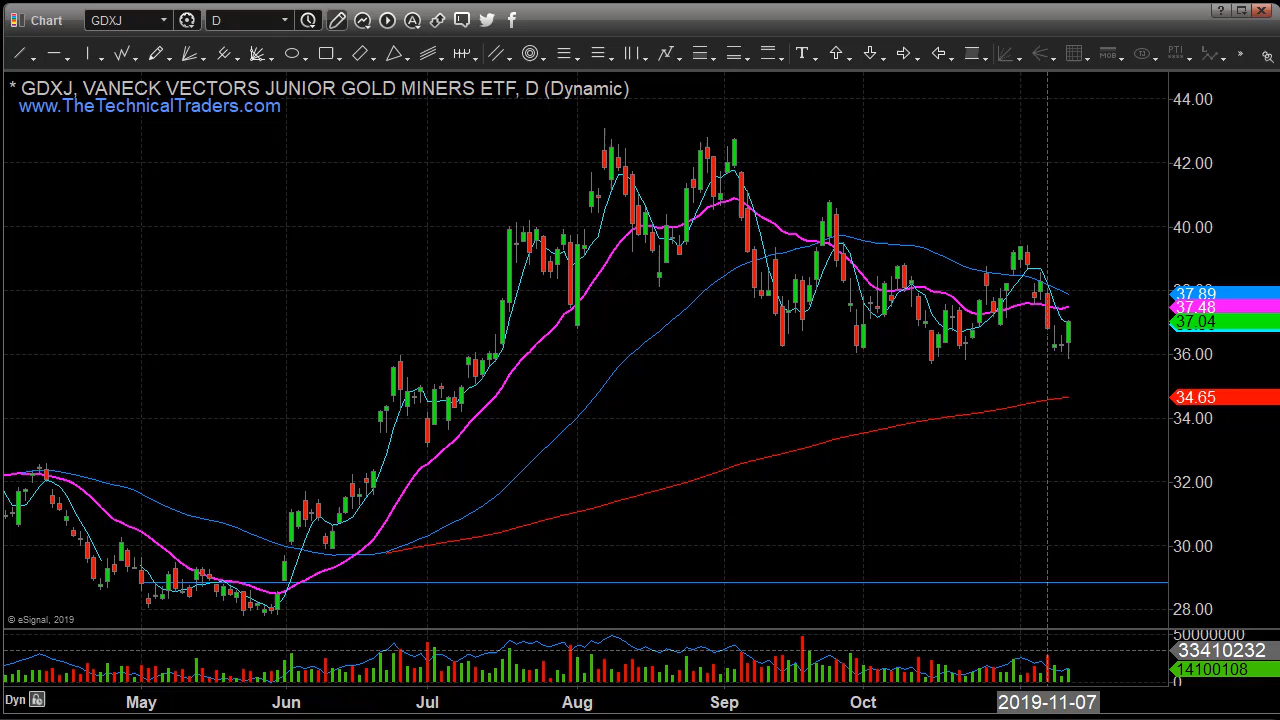 Chart GDXJ D
T MOB PTI
* GDXJ, VANECK VECTORS JUNIOR GOLD MINERS ETF, D (Dynamic)
www.TheTechnicalTraders.com
44.00
42.00
40.00
37.89
37.48
37.04
36.00
34.65
34.00
32.00
30.00
28.00
© eSignal, 2019
50000000
33410232
14100108
0
Dyn May Jun Jul Aug Sep Oct 2019-11-07